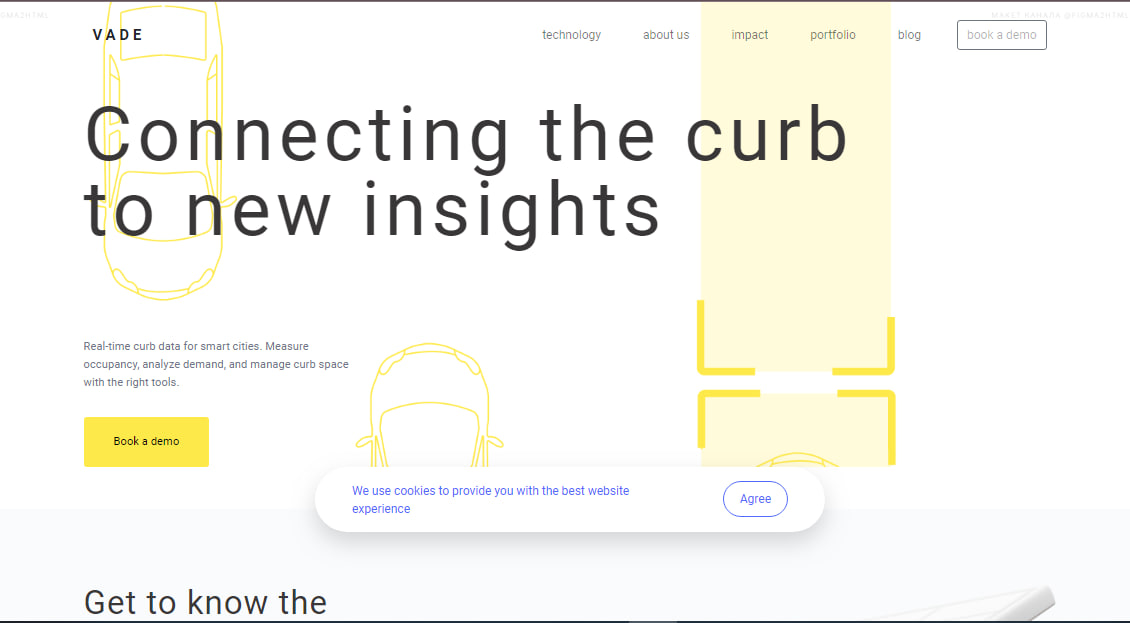 МАКЕТ КАНАЛА @FIGMA2HTML
VADE
technology
about us
impact
portfolio
blog
book a demo
Connecting the curb
to new insights
Real-time curb data for smart cities. Measure
occupancy, analyze demand, and manage curb space
with the right tools.
Book a demo
We use cookies to provide you with the best website
experience
Agree
Get to know the